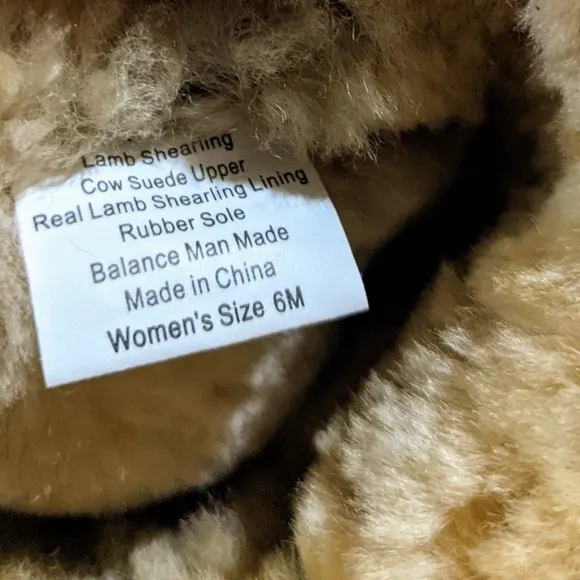 Lamb Shearling
Cow Suede Upper
Real Lamb Shearling Lining
Rubber Sole
Balance Man Made
Made in China
Women's Size 6M